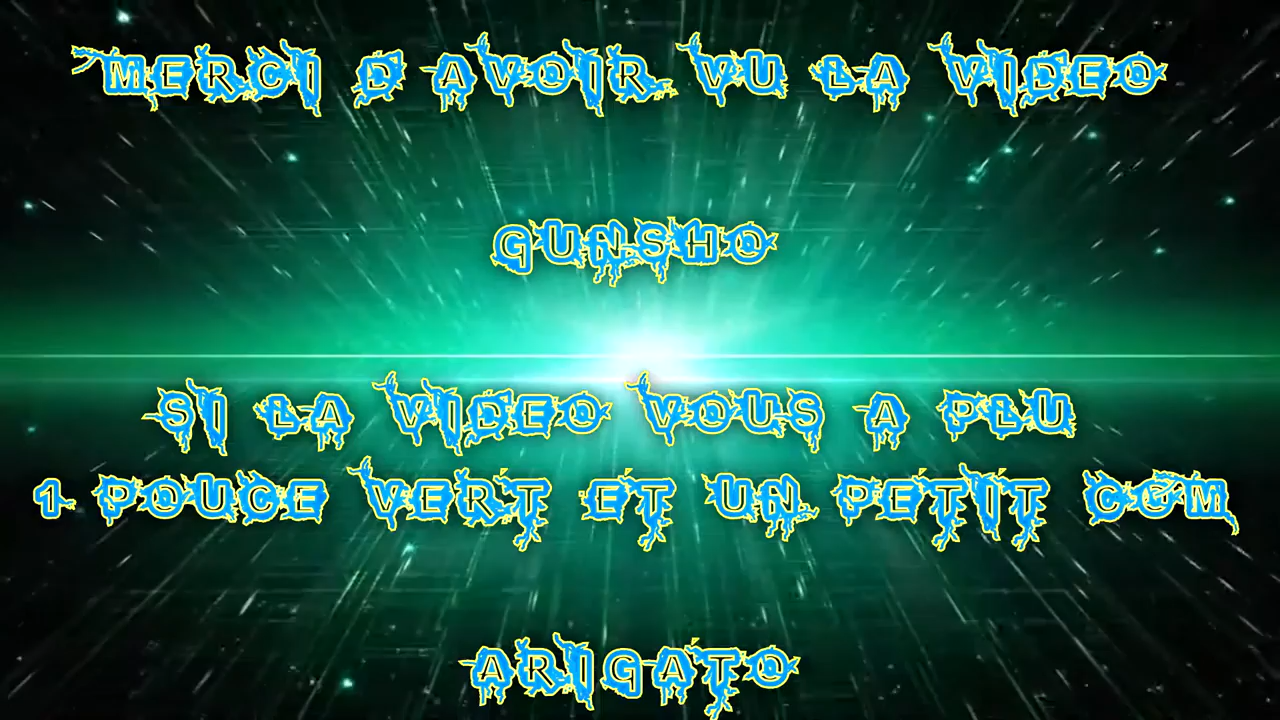 MERCI D AVOIR VU LA VIDEO
GUNSHO
SI LA VIDEO VOUS A PLU
1 POUCE VERT ET UN PETIT COM
ARIGATO